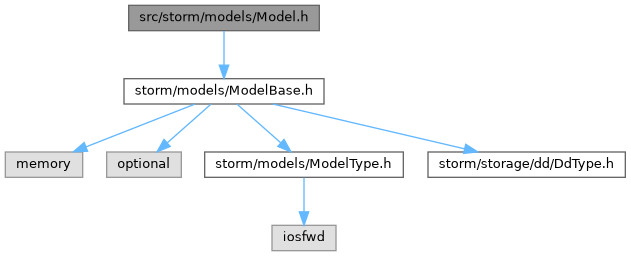 src/storm/models/Model.h
storm/models/ModelBase.h
memory
optional
storm/models/ModelType.h
storm/storage/dd/DdType.h
iosfwd